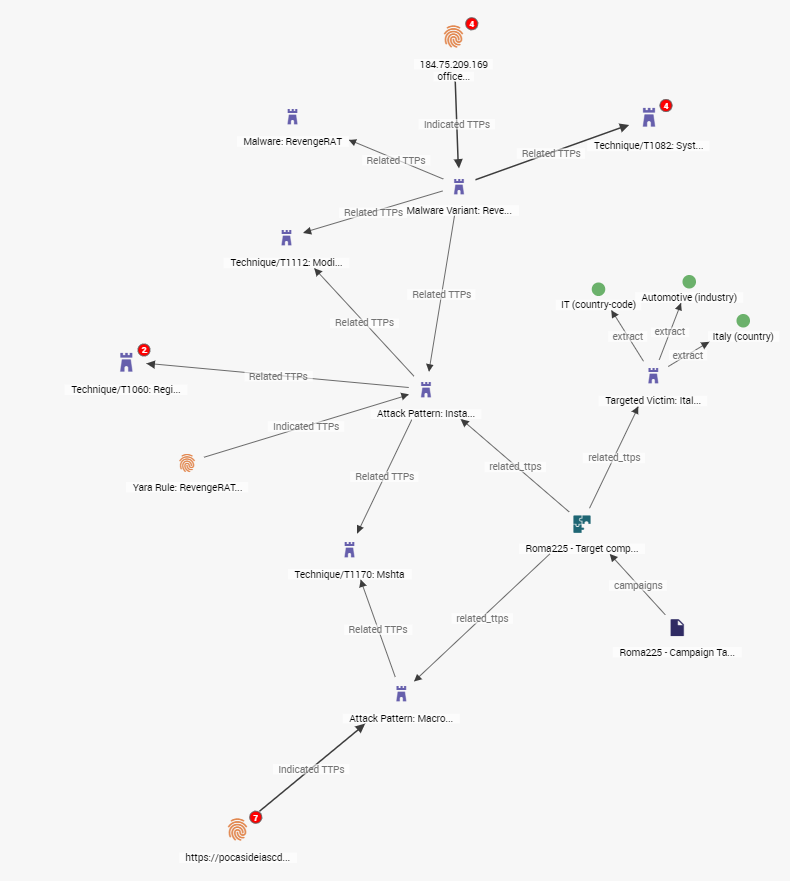 4
184.75.209.169
office...
Indicated TTPs
Malware: RevengeRAT
4
Technique/T1082: Syst...
Related TTPs
Related TTPs
Malware Variant: Reve...
Related TTPs
Technique/T1112: Modi...
Related TTPs
Related TTPs
IT (country-code)
Automotive (industry)
Italy (country)
extract
extract
extract
2
Technique/T1060: Regi...
Related TTPs
Attack Pattern: Insta...
Targeted Victim: Ital...
Indicated TTPs
Yara Rule: RevengeRAT...
Related TTPs
related_ttps
related_ttps
Roma225 - Target comp...
Technique/T1170: Mshta
campaigns
Related TTPs
related_ttps
Roma225 - Campaign Ta...
Attack Pattern: Macro...
Indicated TTPs
7
https://pocasideiascd...